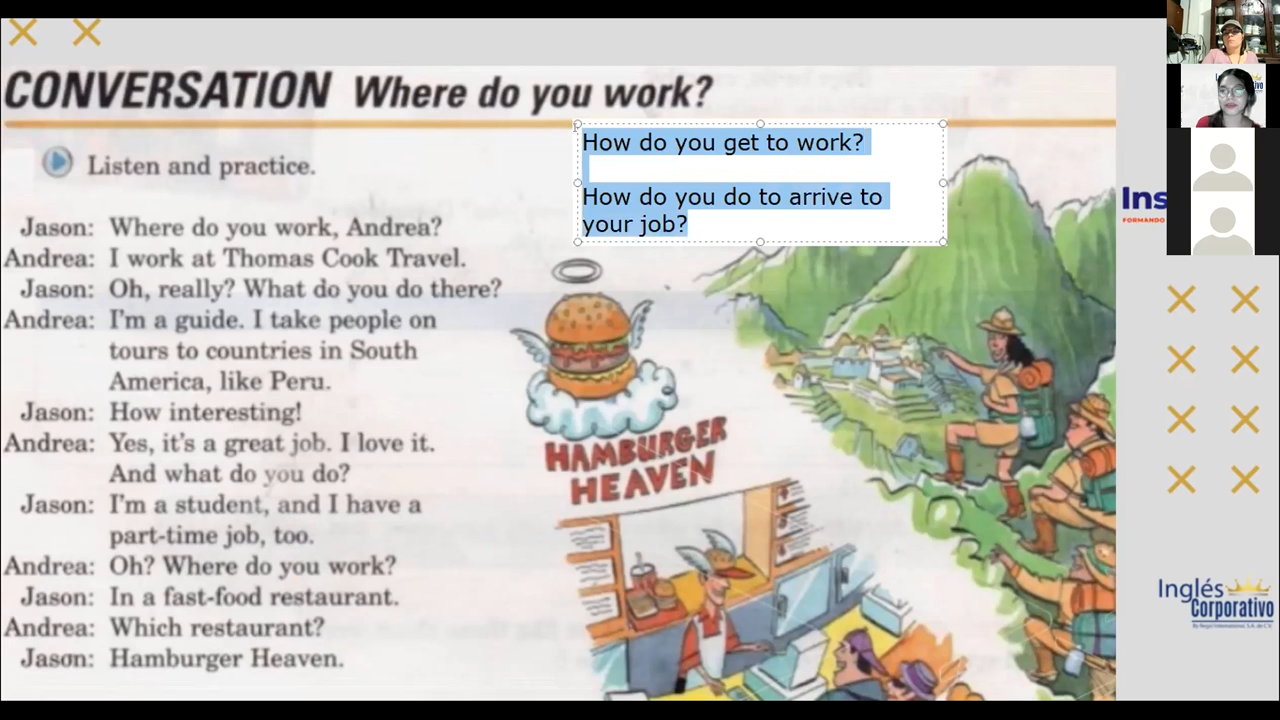 CONVERSATION Where do you work?
Listen and practice.
Jason: Where do you work, Andrea?
Andrea: I work at Thomas Cook Travel.
Jason: Oh, really? What do you do there?
Andrea: I'm a guide. I take people on
tours to countries in South
America, like Peru.
Jason: How interesting!
Andrea: Yes, it's a great job. I love it.
And what do you do?
Jason: I'm a student, and I have a
part-time job, too.
Andrea: Oh? Where do you work?
Jason: In a fast-food restaurant.
Andrea: Which restaurant?
Jason: Hamburger Heaven.
How do you get to work?
How do you do to arrive to
your job?
HAMBURGER
HEAVEN
Ins
FORMANDO
Inglés
Corporativo